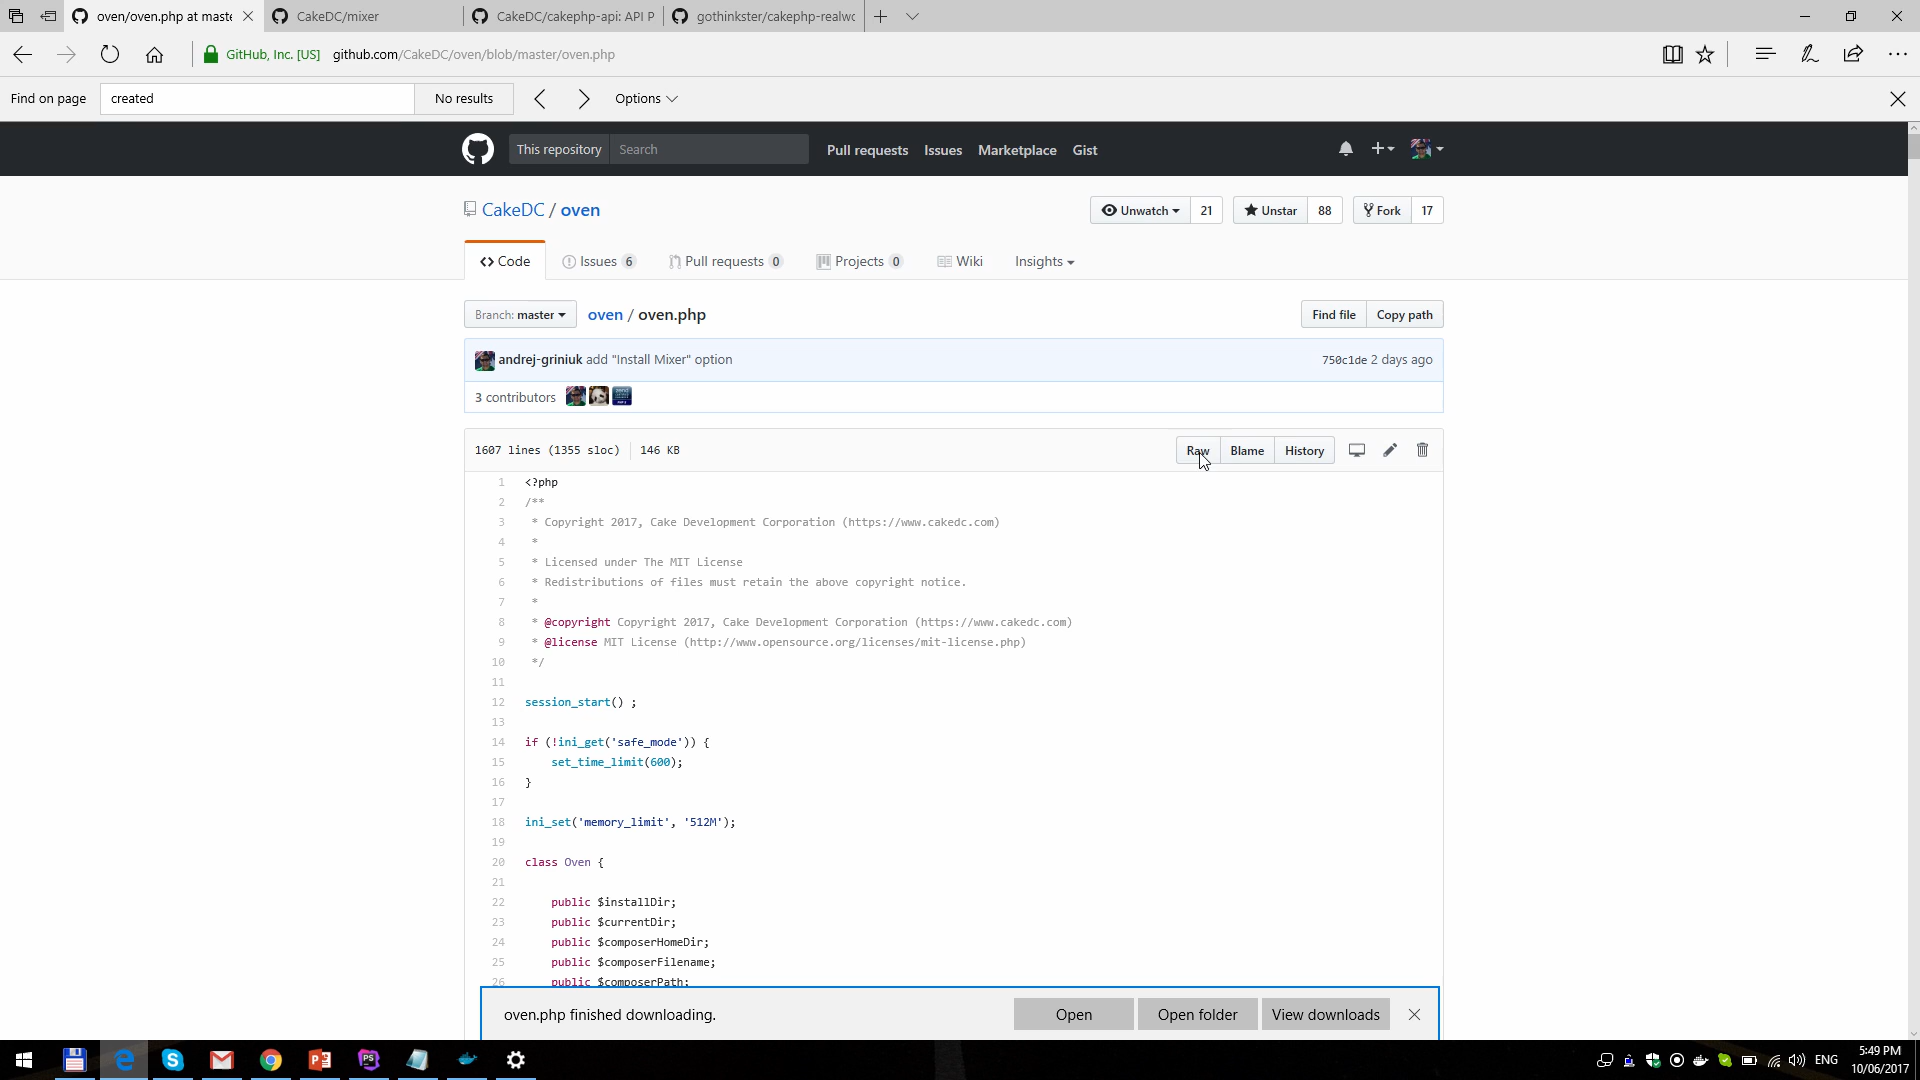 oven/oven.php at maste
CakeDC/mixer
CakeDC/cakephp-api: API P
gothinkster/cakephp-realwo
GitHub, Inc. [US] github.com/CakeDC/oven/blob/master/oven.php
Find on page created No results Options
This repository Search Pull requests Issues Marketplace Gist
CakeDC / oven
Unwatch 21 Unstar 88 Fork 17
Code Issues 6 Pull requests 0 Projects 0 Wiki Insights
Branch: master oven / oven.php Find file Copy path
andrej-griniuk add "Install Mixer" option 750c1de 2 days ago
3 contributors
1607 lines (1355 sloc) 146 KB Raw Blame History
1 <?php
2 /**
3 * Copyright 2017, Cake Development Corporation (https://www.cakedc.com)
4 *
5 * Licensed under The MIT License
6 * Redistributions of files must retain the above copyright notice.
7 *
8 * @copyright Copyright 2017, Cake Development Corporation (https://www.cakedc.com)
9 * @license MIT License (http://www.opensource.org/licenses/mit-license.php)
10 */
11
12 session_start() ;
13
14 if (!ini_get('safe_mode')) {
15 set_time_limit(600);
16 }
17
18 ini_set('memory_limit', '512M');
19
20 class Oven {
21
22 public $installDir;
23 public $currentDir;
24 public $composerHomeDir;
25 public $composerFilename;
26 public $composerPath;
oven.php finished downloading. Open Open folder View downloads
ENG
5:49 PM
10/06/2017